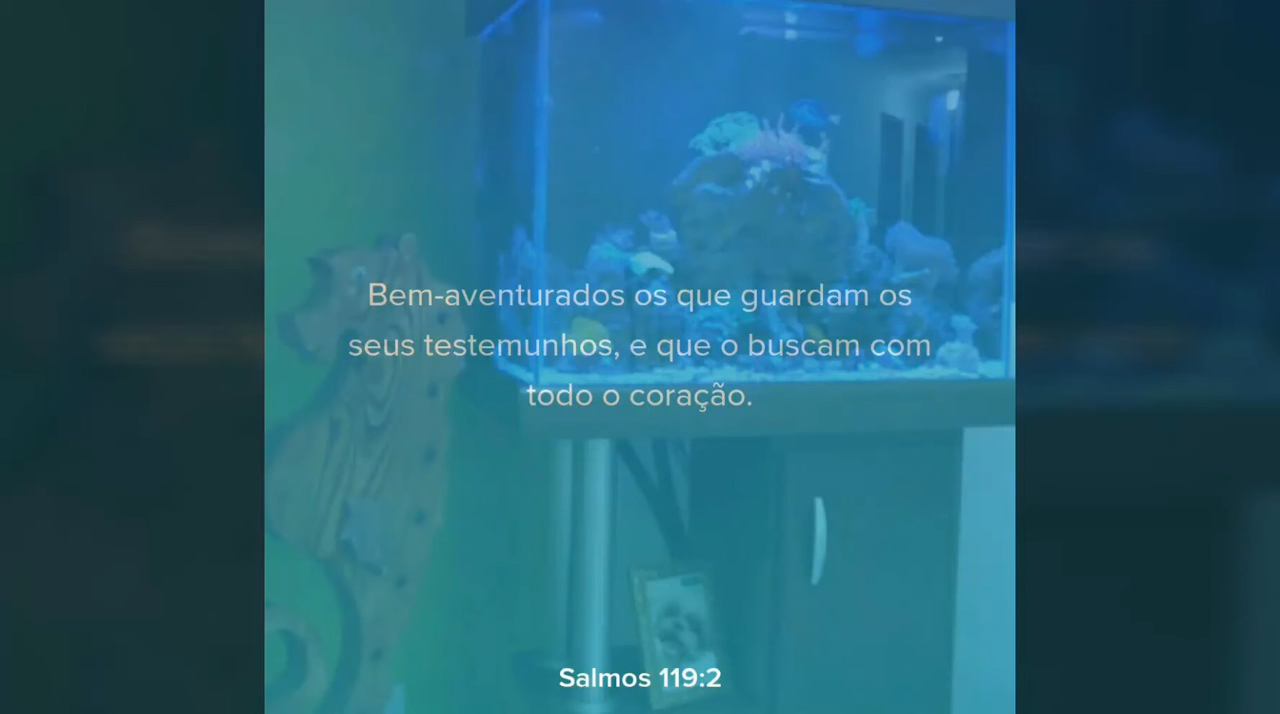 Bem-aventurados os que guardam os
seus testemunhos, e que o buscam com
todo o coração.
Salmos 119:2